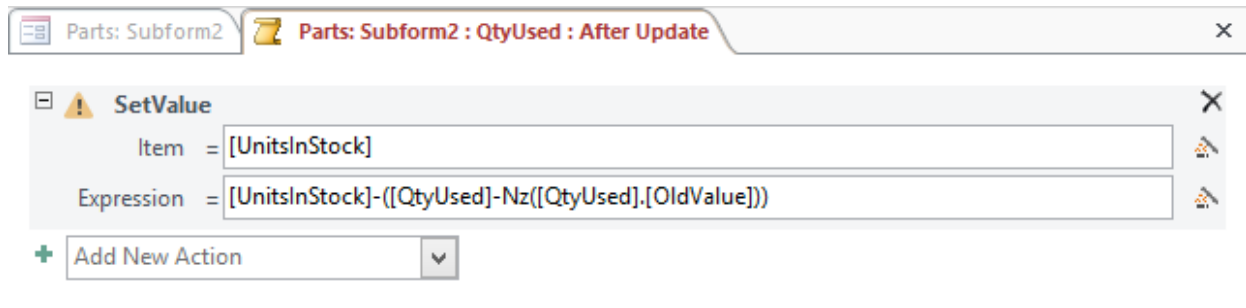 Parts: Subform2 Parts: Subform2 : QtyUsed : After Update
SetValue
Item = [UnitsInStock]
Expression = [UnitsInStock]-([QtyUsed]-Nz([QtyUsed].[OldValue]))
Add New Action